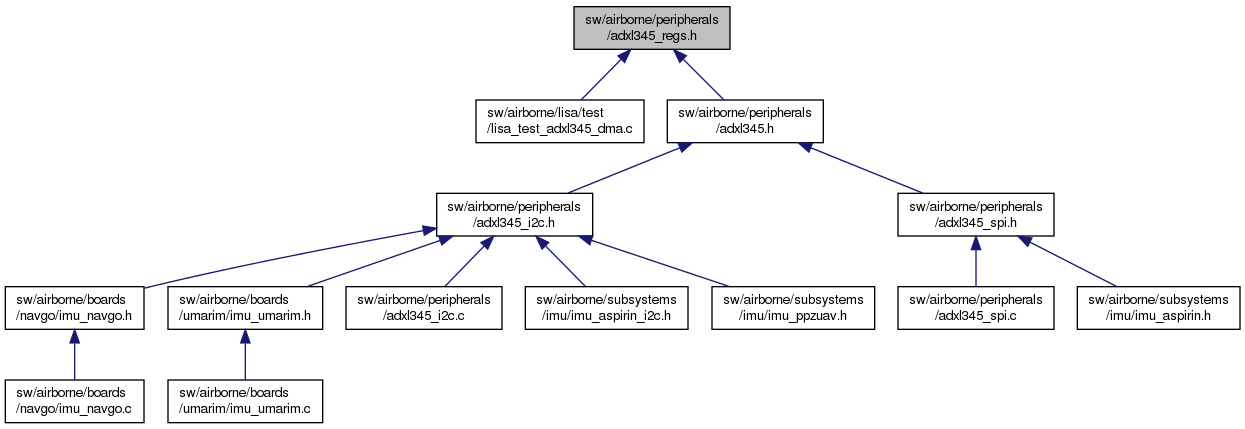 sw/airborne/peripherals
/adxl345_regs.h
sw/airborne/lisa/test
/lisa_test_adxl345_dma.c
sw/airborne/peripherals
/adxl345.h
sw/airborne/peripherals
/adxl345_i2c.h
sw/airborne/peripherals
/adxl345_spi.h
sw/airborne/boards
/navgo/imu_navgo.h
sw/airborne/boards
/umarim/imu_umarim.h
sw/airborne/peripherals
/adxl345_i2c.c
sw/airborne/subsystems
/imu/imu_aspirin_i2c.h
sw/airborne/subsystems
/imu/imu_ppzuav.h
sw/airborne/peripherals
/adxl345_spi.c
sw/airborne/subsystems
/imu/imu_aspirin.h
sw/airborne/boards
/navgo/imu_navgo.c
sw/airborne/boards
/umarim/imu_umarim.c